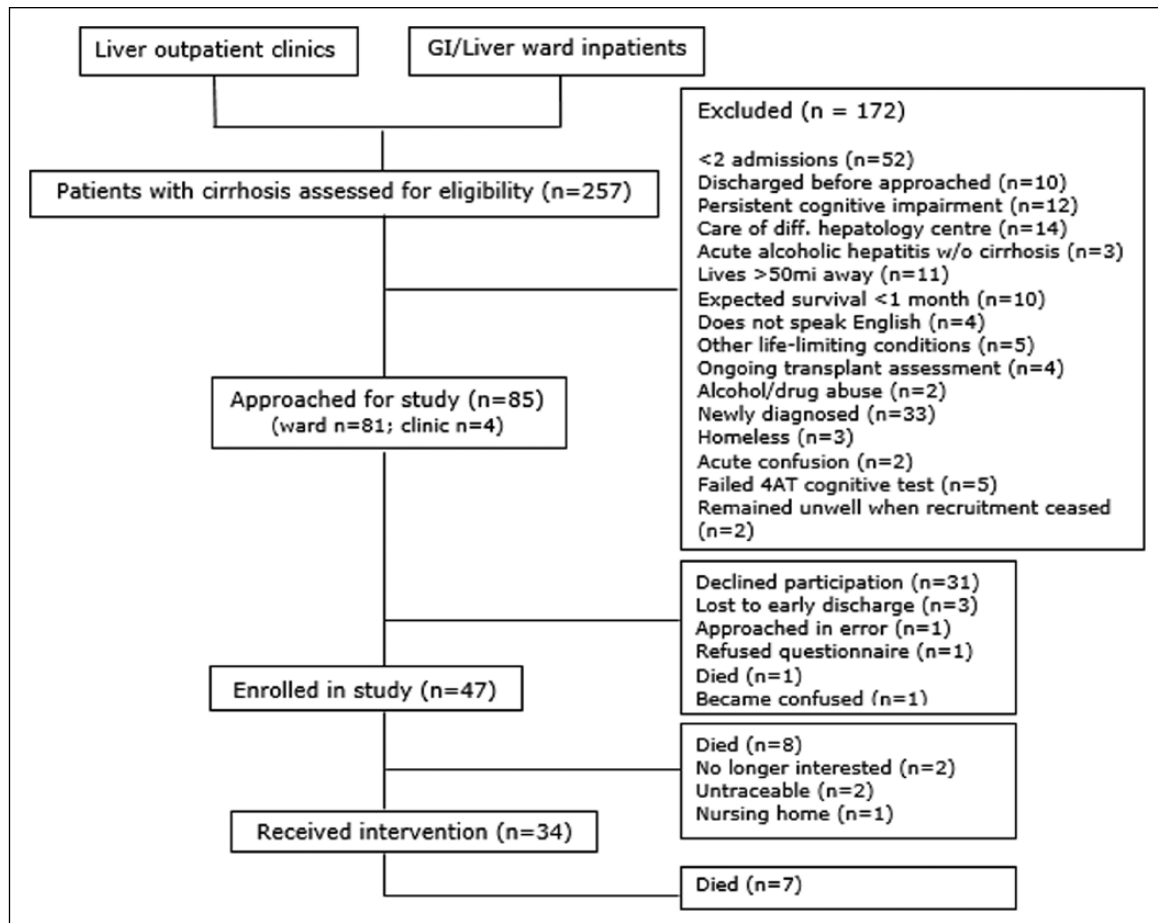 Liver outpatient clinics
GI/Liver ward inpatients
Patients with cirrhosis assessed for eligibility (n=257)
Excluded (n = 172)
<2 admissions (n=52)
Discharged before approached (n=10)
Persistent cognitive impairment (n=12)
Care of diff. hepatology centre (n=14)
Acute alcoholic hepatitis w/o cirrhosis (n=3)
Lives >50mi away (n=11)
Expected survival <1 month (n=10)
Does not speak English (n=4)
Other life-limiting conditions (n=5)
Ongoing transplant assessment (n=4)
Alcohol/drug abuse (n=2)
Newly diagnosed (n=33)
Homeless (n=3)
Acute confusion (n=2)
Failed 4AT cognitive test (n=5)
Remained unwell when recruitment ceased
(n=2)
Approached for study (n=85)
(ward n=81; clinic n=4)
Declined participation (n=31)
Lost to early discharge (n=3)
Approached in error (n=1)
Refused questionnaire (n=1)
Died (n=1)
Became confused (n=1)
Enrolled in study (n=47)
Died (n=8)
No longer interested (n=2)
Untraceable (n=2)
Nursing home (n=1)
Received intervention (n=34)
Died (n=7)